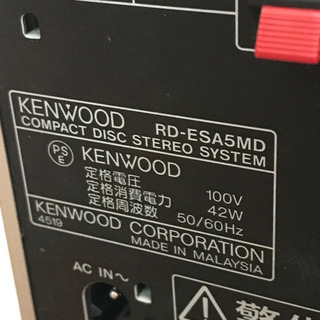 KENWOOD RD-ESA5MD
COMPACT DISC STEREO SYSTEM
PS E KENWOOD
定格電圧 100V
定格消費電力 42W
定格周波数 50/60Hz
KENWOOD CORPORATION
4519 MADE IN MALAYSIA
AC IN~
警